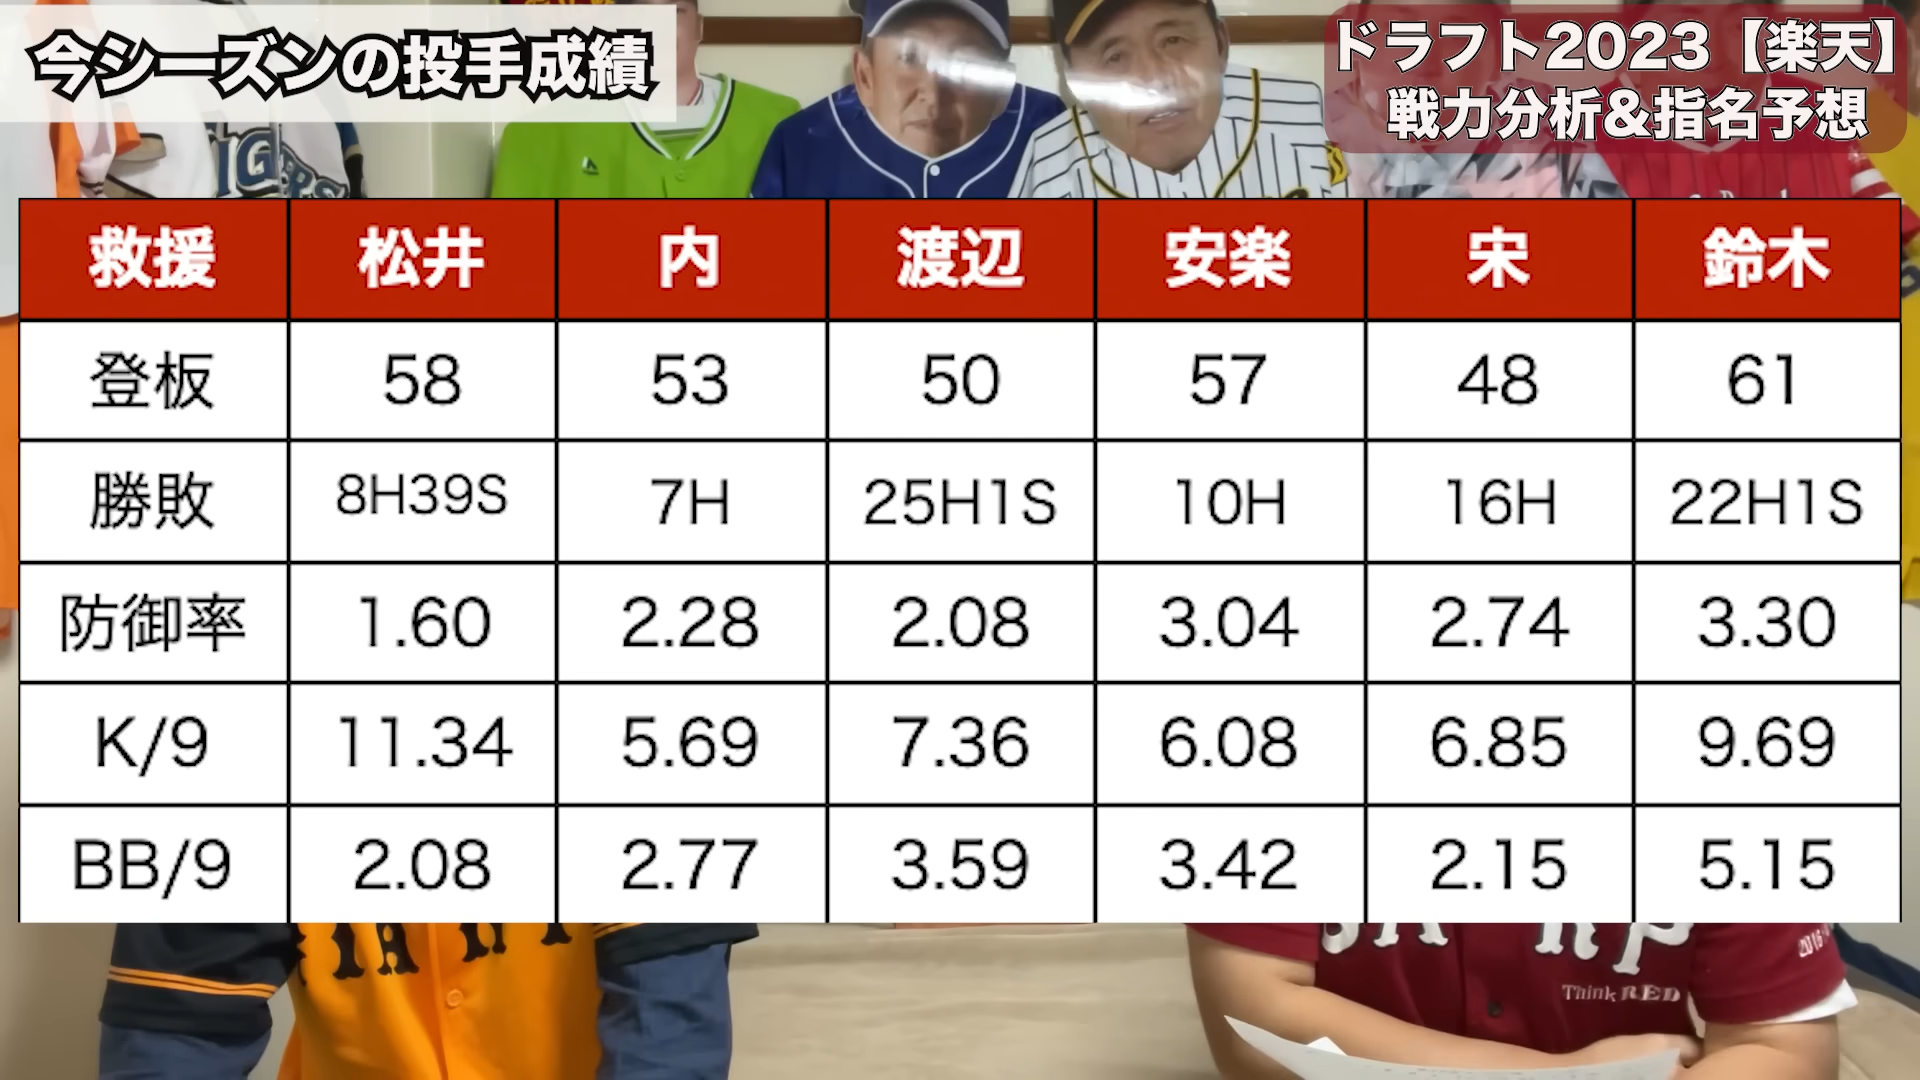 今シーズンの投手成績
ドラフト2023【楽天】
戦力分析&指名予想
救援 松井 内 渡辺 安楽 宋 鈴木
登板 58 53 50 57 48 61
勝敗 8H39S 7H 25H1S 10H 16H 22H1S
防御率 1.60 2.28 2.08 3.04 2.74 3.30
K/9 11.34 5.69 7.36 6.08 6.85 9.69
BB/9 2.08 2.77 3.59 3.42 2.15 5.15
Think RED